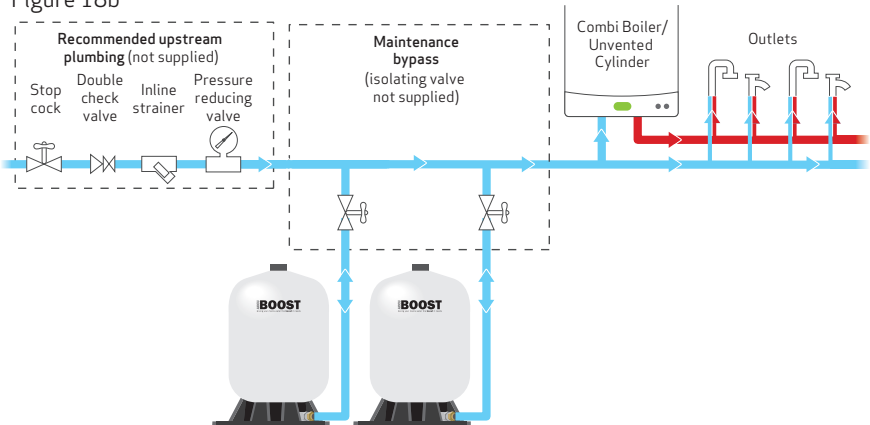 Figure 18b
Recommended upstream
plumbing (not supplied)
Stop
cock
Double
check
valve
Inline
strainer
Pressure
reducing
valve
Maintenance
bypass
(isolating valve
not supplied)
Combi Boiler/
Unvented
Cylinder
Outlets
BOOST
BOOST